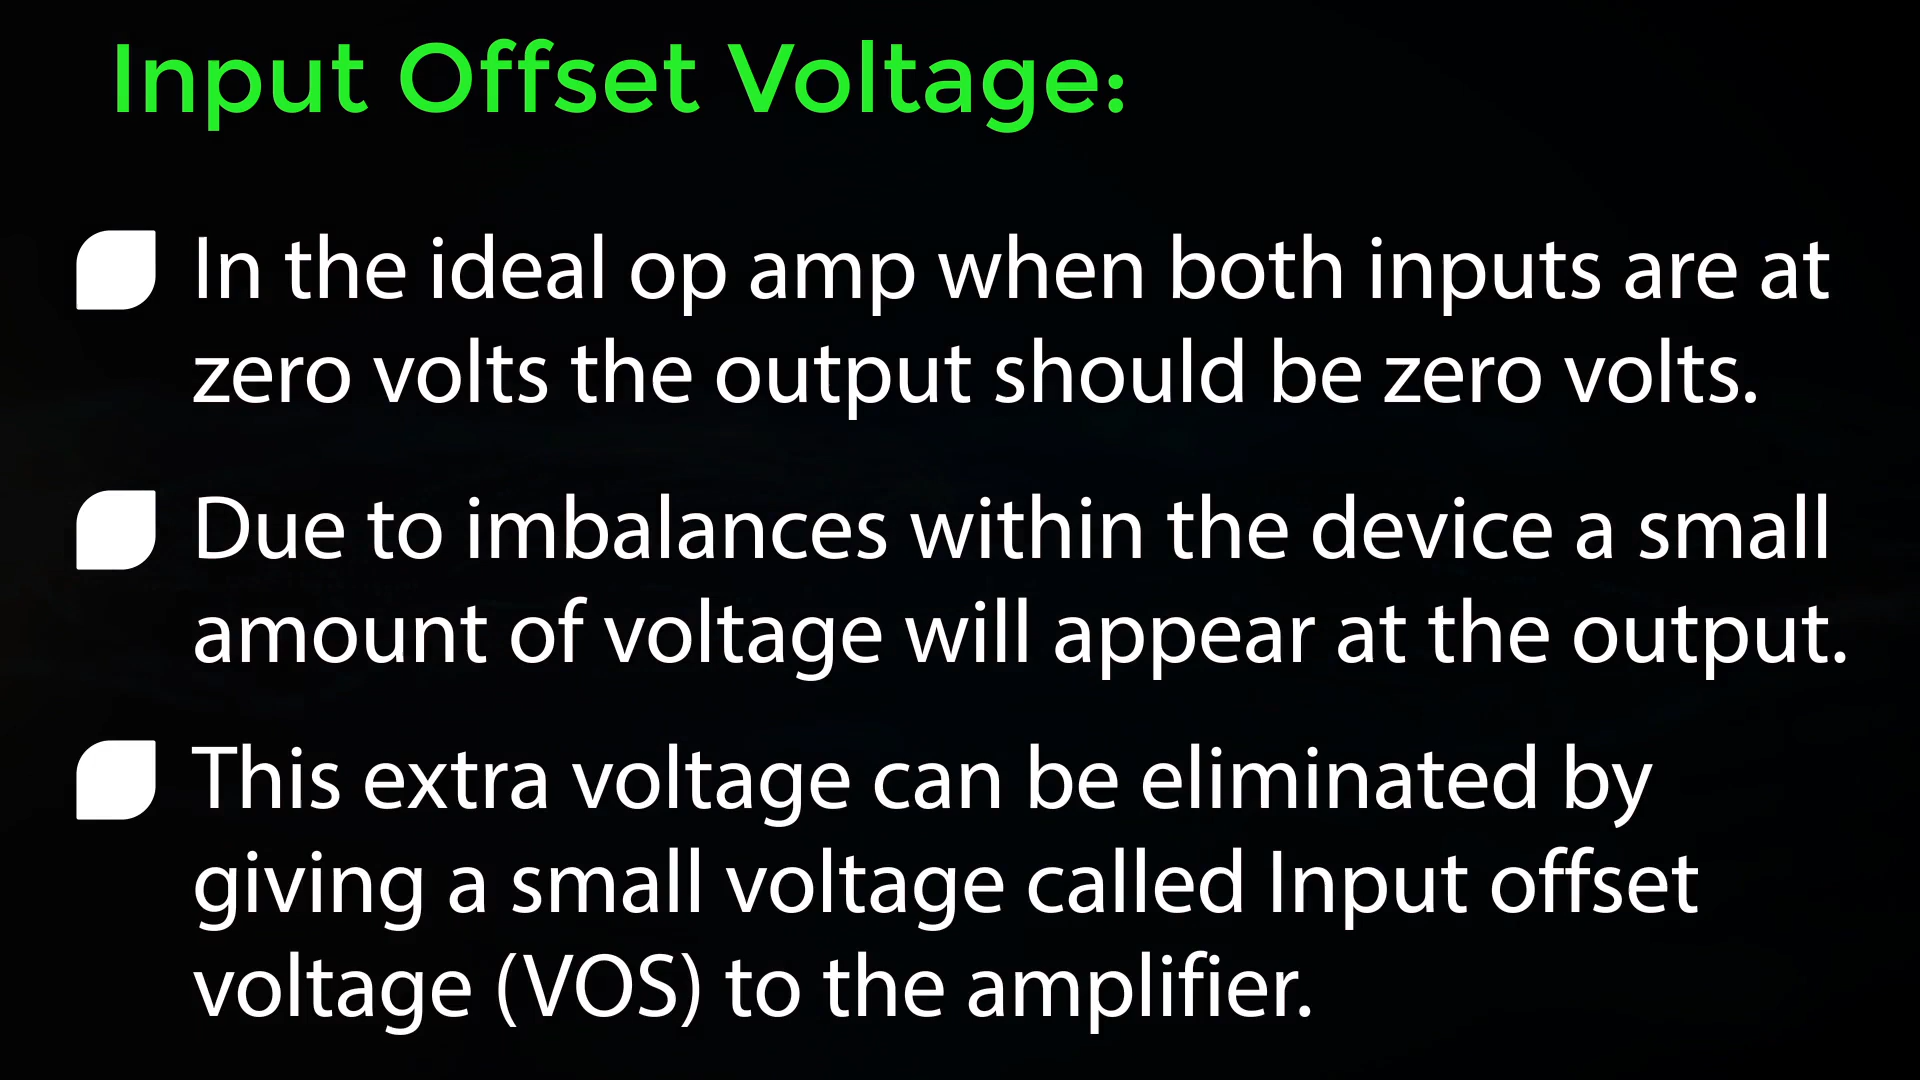 Input Offset Voltage:
In the ideal op amp when both inputs are at
zero volts the output should be zero volts.
Due to imbalances within the device a small
amount of voltage will appear at the output.
This extra voltage can be eliminated by
giving a small voltage called Input offset
voltage (VOS) to the amplifier.